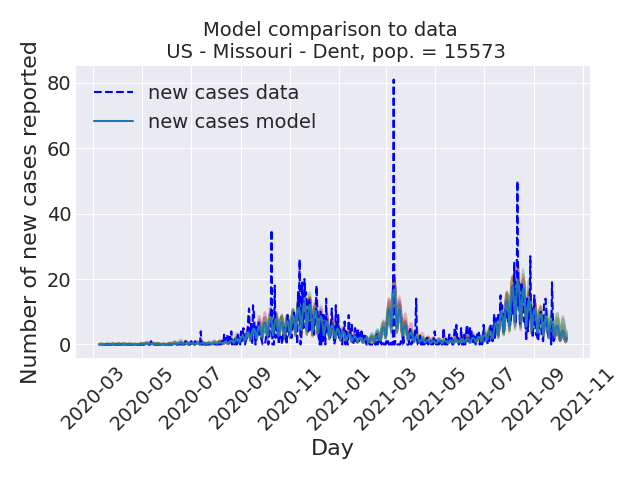 Model comparison to data
US - Missouri - Dent, pop. = 15573
Number of new cases reported
80
60
40
20
0
new cases data
new cases model
2020-03
2020-05
2020-07
2020-09
2020-11
2021-01
2021-03
2021-05
2021-07
2021-09
2021-11
Day